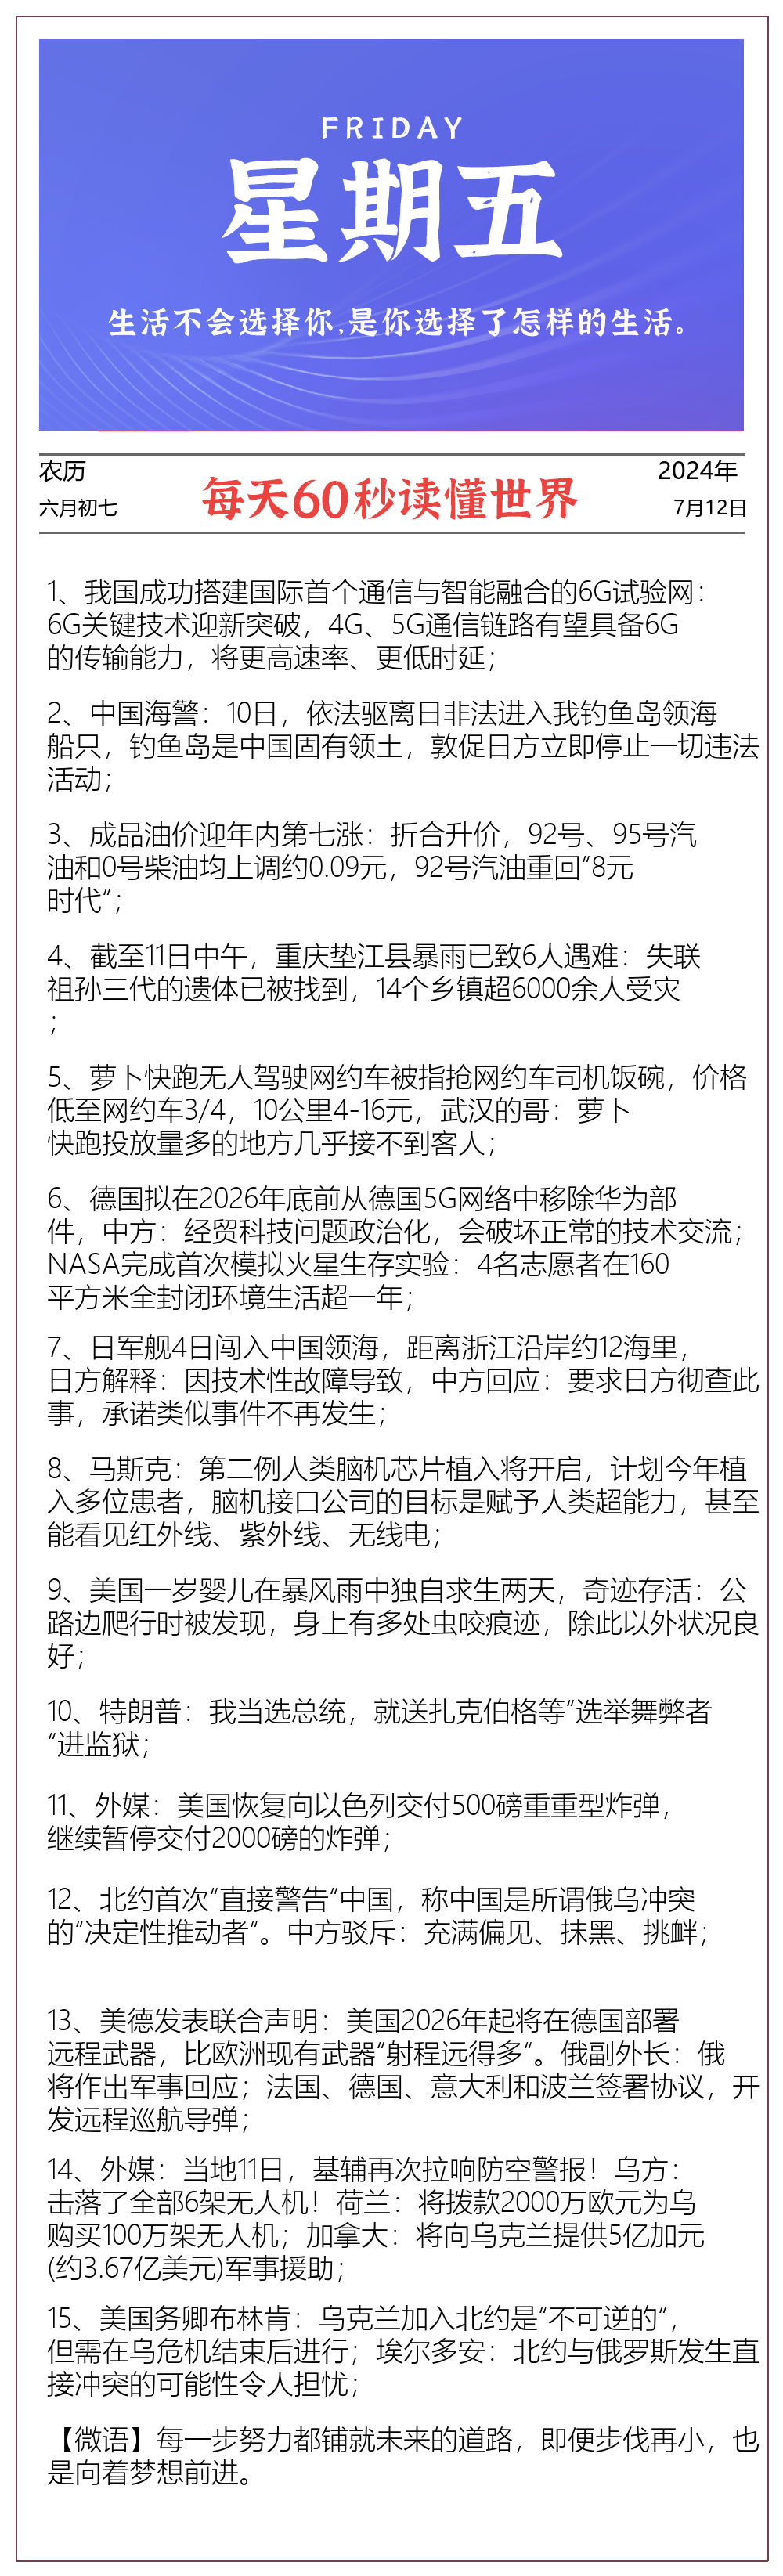 FRIDAY
星期五
生活不会选择你,是你选择了怎样的生活。
农历
六月初七
每天60秒读懂世界
2024年
7月12日
1、我国成功搭建国际首个通信与智能融合的6G试验网：
6G关键技术迎新突破，4G、5G通信链路有望具备6G
的传输能力，将更高速率、更低时延；
2、中国海警：10日，依法驱离日非法进入我钓鱼岛领海
船只，钓鱼岛是中国固有领土，敦促日方立即停止一切违法
活动；
3、成品油价迎年内第七涨：折合升价，92号、95号汽
油和0号柴油均上调约0.09元，92号汽油重回“8元
时代“；
4、截至11日中午，重庆垫江县暴雨已致6人遇难：失联
祖孙三代的遗体已被找到，14个乡镇超6000余人受灾
；
5、萝卜快跑无人驾驶网约车被指抢网约车司机饭碗，价格
低至网约车3/4，10公里4-16元，武汉的哥：萝卜
快跑投放量多的地方几乎接不到客人；
6、德国拟在2026年底前从德国5G网络中移除华为部
件，中方：经贸科技问题政治化，会破坏正常的技术交流；
NASA完成首次模拟火星生存实验：4名志愿者在160
平方米全封闭环境生活超一年；
7、日军舰4日闯入中国领海，距离浙江沿岸约12海里，
日方解释：因技术性故障导致，中方回应：要求日方彻查此
事，承诺类似事件不再发生；
8、马斯克：第二例人类脑机芯片植入将开启，计划今年植
入多位患者，脑机接口公司的目标是赋予人类超能力，甚至
能看见红外线、紫外线、无线电；
9、美国一岁婴儿在暴风雨中独自求生两天，奇迹存活：公
路边爬行时被发现，身上有多处虫咬痕迹，除此以外状况良
好；
10、特朗普：我当选总统，就送扎克伯格等“选举舞弊者
“进监狱；
11、外媒：美国恢复向以色列交付500磅重重型炸弹，
继续暂停交付2000磅的炸弹；
12、北约首次“直接警告“中国，称中国是所谓俄乌冲突
的“决定性推动者“。中方驳斥：充满偏见、抹黑、挑衅；
13、美德发表联合声明：美国2026年起将在德国部署
远程武器，比欧洲现有武器“射程远得多“。俄副外长：俄
将作出军事回应；法国、德国、意大利和波兰签署协议，开
发远程巡航导弹；
14、外媒：当地11日，基辅再次拉响防空警报！乌方：
击落了全部6架无人机！荷兰：将拨款2000万欧元为乌
购买100万架无人机；加拿大：将向乌克兰提供5亿加元
(约3.67亿美元)军事援助；
15、美国务卿布林肯：乌克兰加入北约是“不可逆的“，
但需在乌危机结束后进行；埃尔多安：北约与俄罗斯发生直
接冲突的可能性令人担忧；
【微语】每一步努力都铺就未来的道路，即便步伐再小，也
是向着梦想前进。